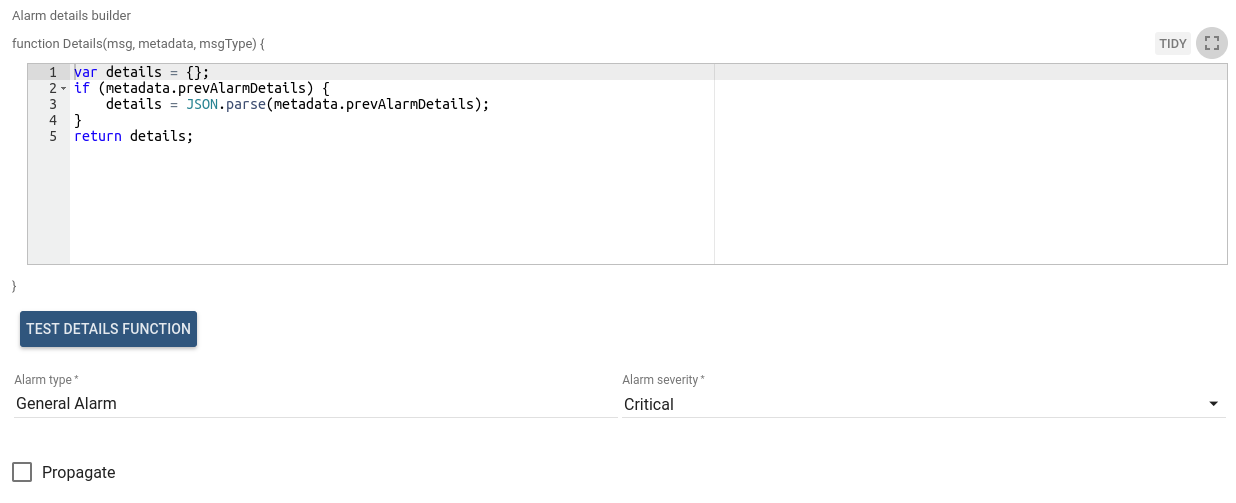 Alarm details builder
function Details(msg, metadata, msgType) {
TIDY
1 var details = {};
2 if (metadata.prevAlarmDetails) {
3     details = JSON.parse(metadata.prevAlarmDetails);
4 }
5 return details;
}
TEST DETAILS FUNCTION
Alarm type *
General Alarm
Alarm severity *
Critical
Propagate